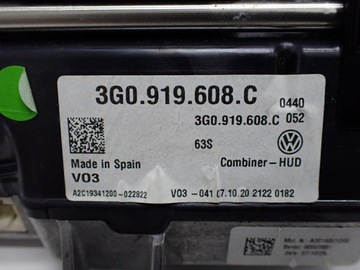 3G0.919.608.C
0440
3G0.919.608.C
052
63S
Made in Spain
Combiner-HUD
V03
A2C19341200-022822
V03-041 (7.10.20 2122 0182